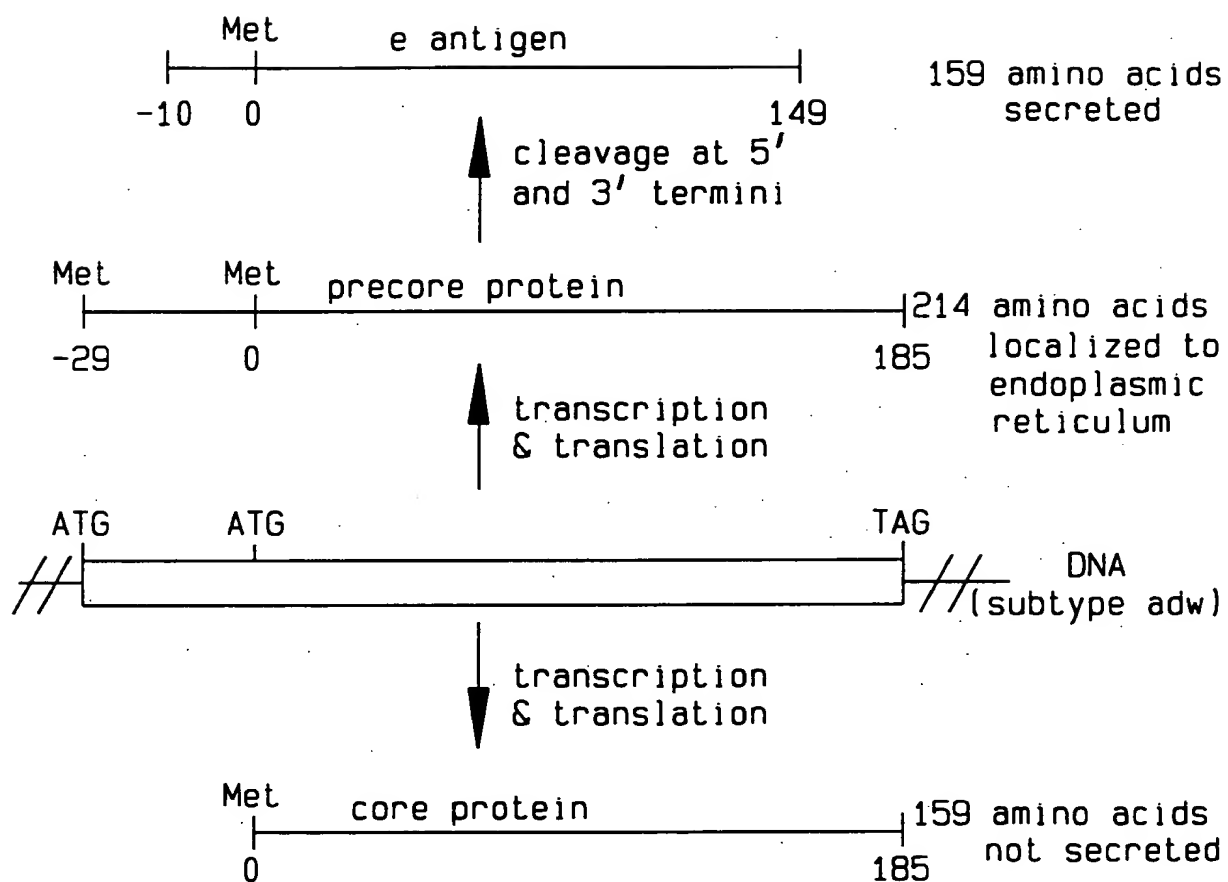 Met
e antigen
-10
0
149
159 amino acids
secreted
cleavage at 5'
and 3' termini
Met
Met
precore protein
-29
0
185
214 amino acids
localized to
endoplasmic
reticulum
transcription
& translation
ATG
ATG
TAG
DNA
(subtype adw)
transcription
& translation
Met
core protein
0
185
159 amino acids
not secreted